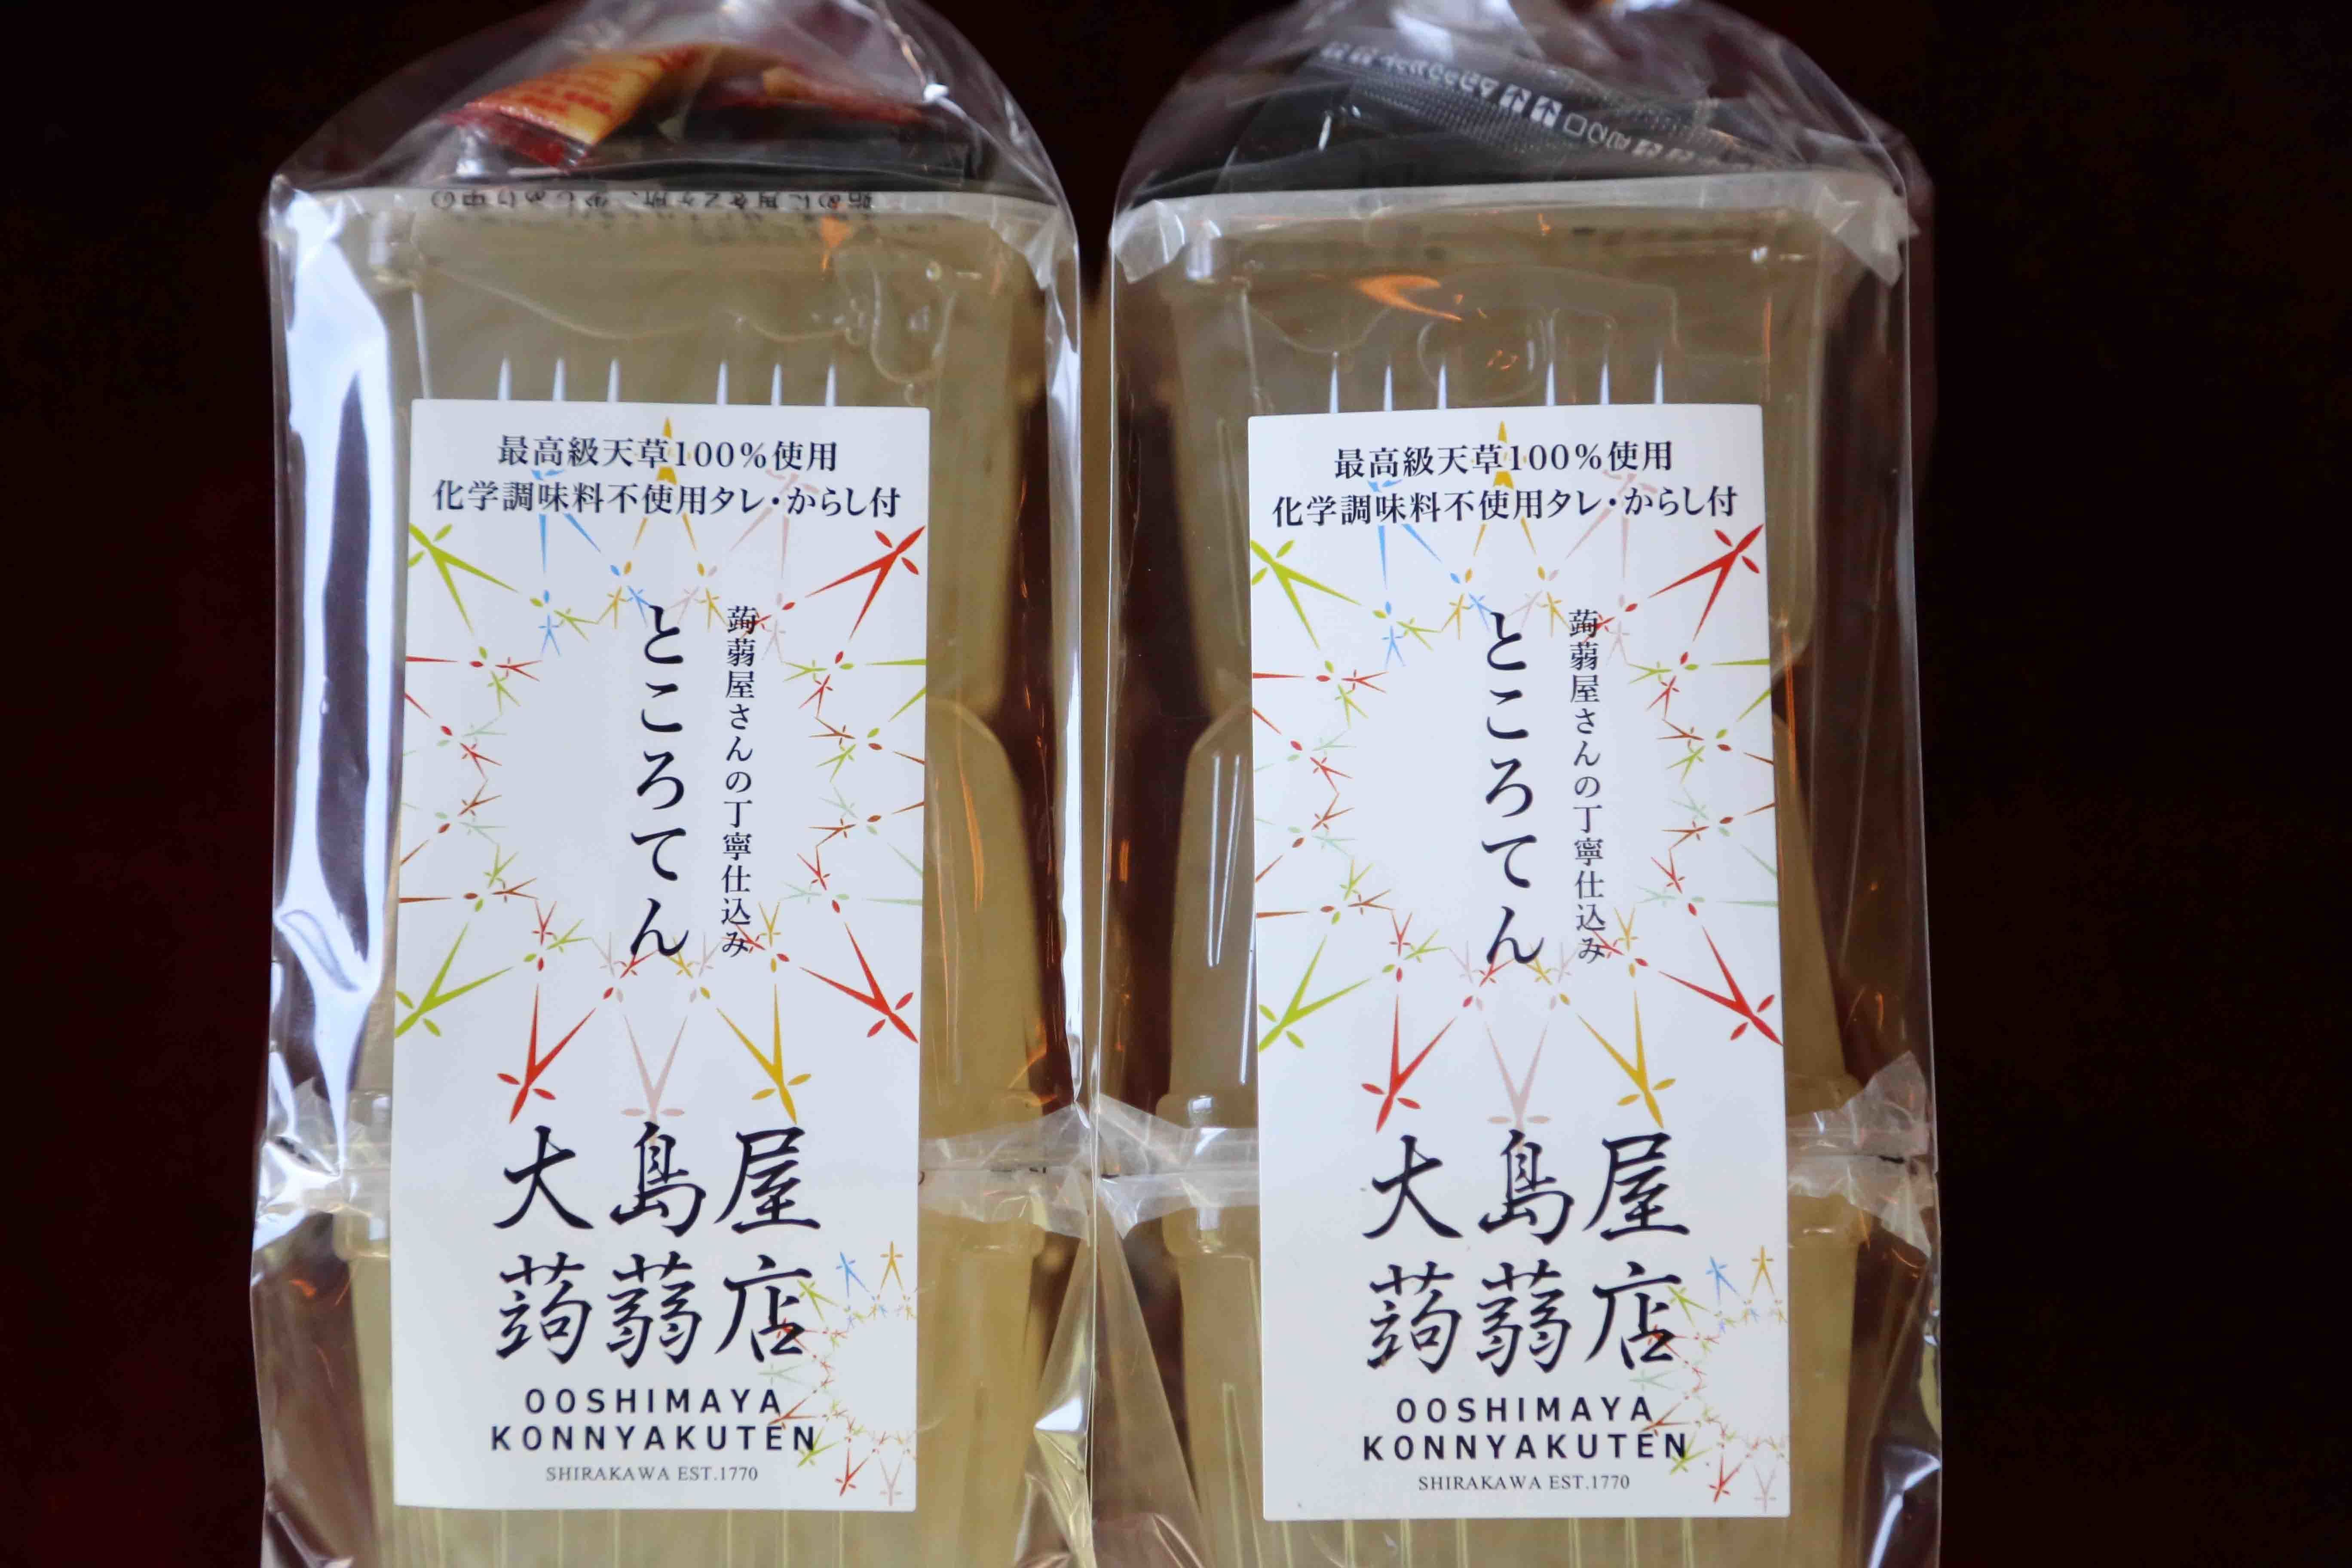 最高級天草100%使用
化学調味料不使用タレ・からし付
蒟蒻屋さんの丁寧仕込み
ところてん
大島屋
蒟蒻店
OOSHIMAYA
KONNYAKUTEN
SHIRAKAWA EST.1770
最高級天草100%使用
化学調味料不使用タレ・からし付
蒟蒻屋さんの丁寧仕込み
ところてん
大島屋
蒟蒻店
OOSHIMAYA
KONNYAKUTEN
SHIRAKAWA EST.1770